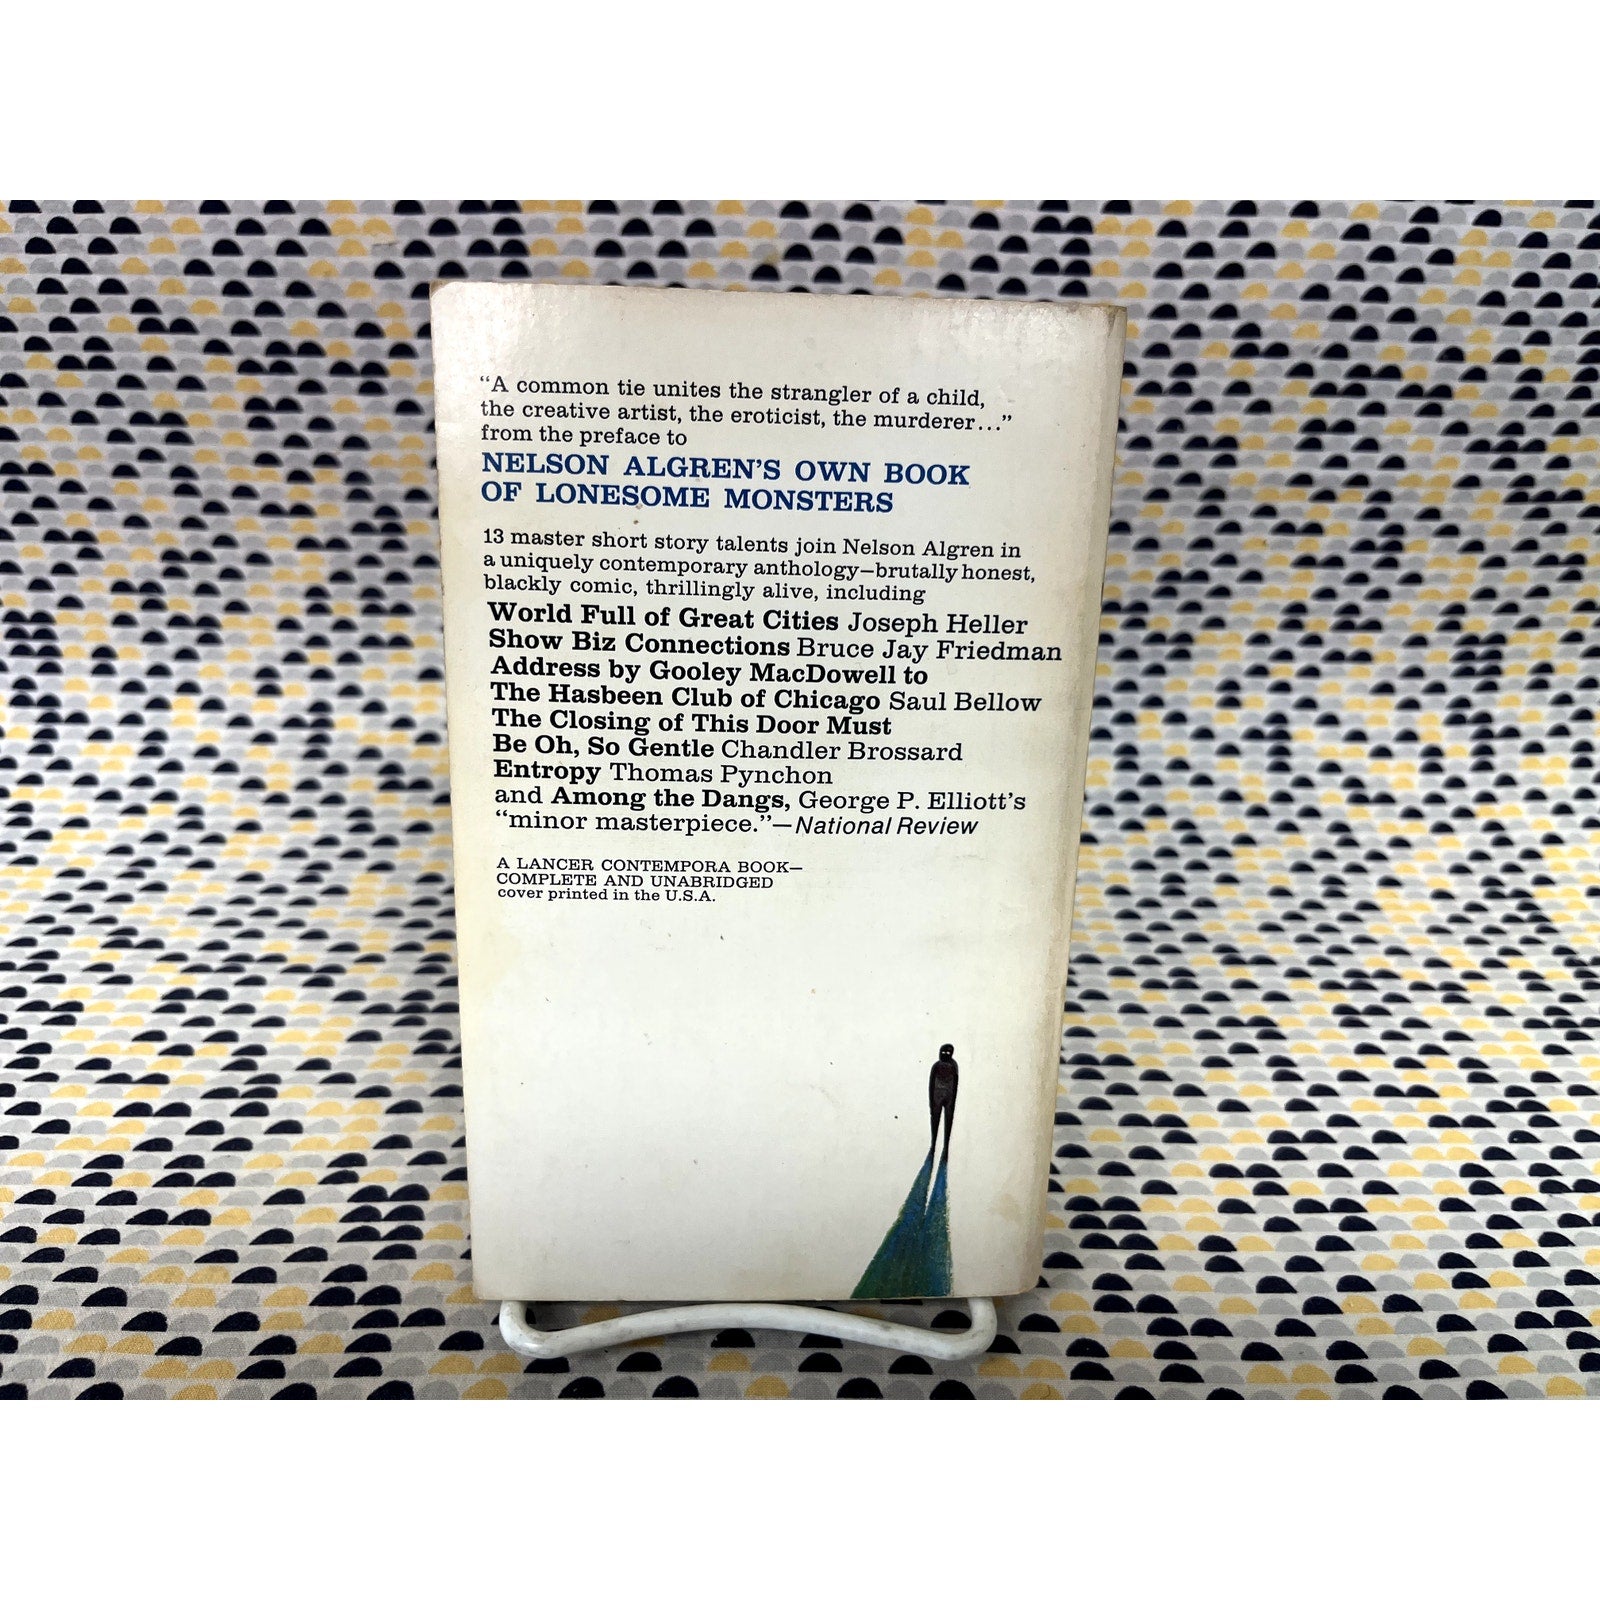 “A common tie unites the strangler of a child,
the creative artist, the eroticist, the murderer...”
from the preface to
NELSON ALGREN’S OWN BOOK
OF LONESOME MONSTERS
13 master short story talents join Nelson Algren in
a uniquely contemporary anthology—brutally honest,
blackly comic, thrillingly alive, including
World Full of Great Cities Joseph Heller
Show Biz Connections Bruce Jay Friedman
Address by Gooley MacDowell to
The Hasbeen Club of Chicago Saul Bellow
The Closing of This Door Must
Be Oh, So Gentle Chandler Brossard
Entropy Thomas Pynchon
and Among the Dangs, George P. Elliott’s
“minor masterpiece.”—National Review
A LANCER CONTEMPORA BOOK—
COMPLETE AND UNABRIDGED
cover printed in the U.S.A.